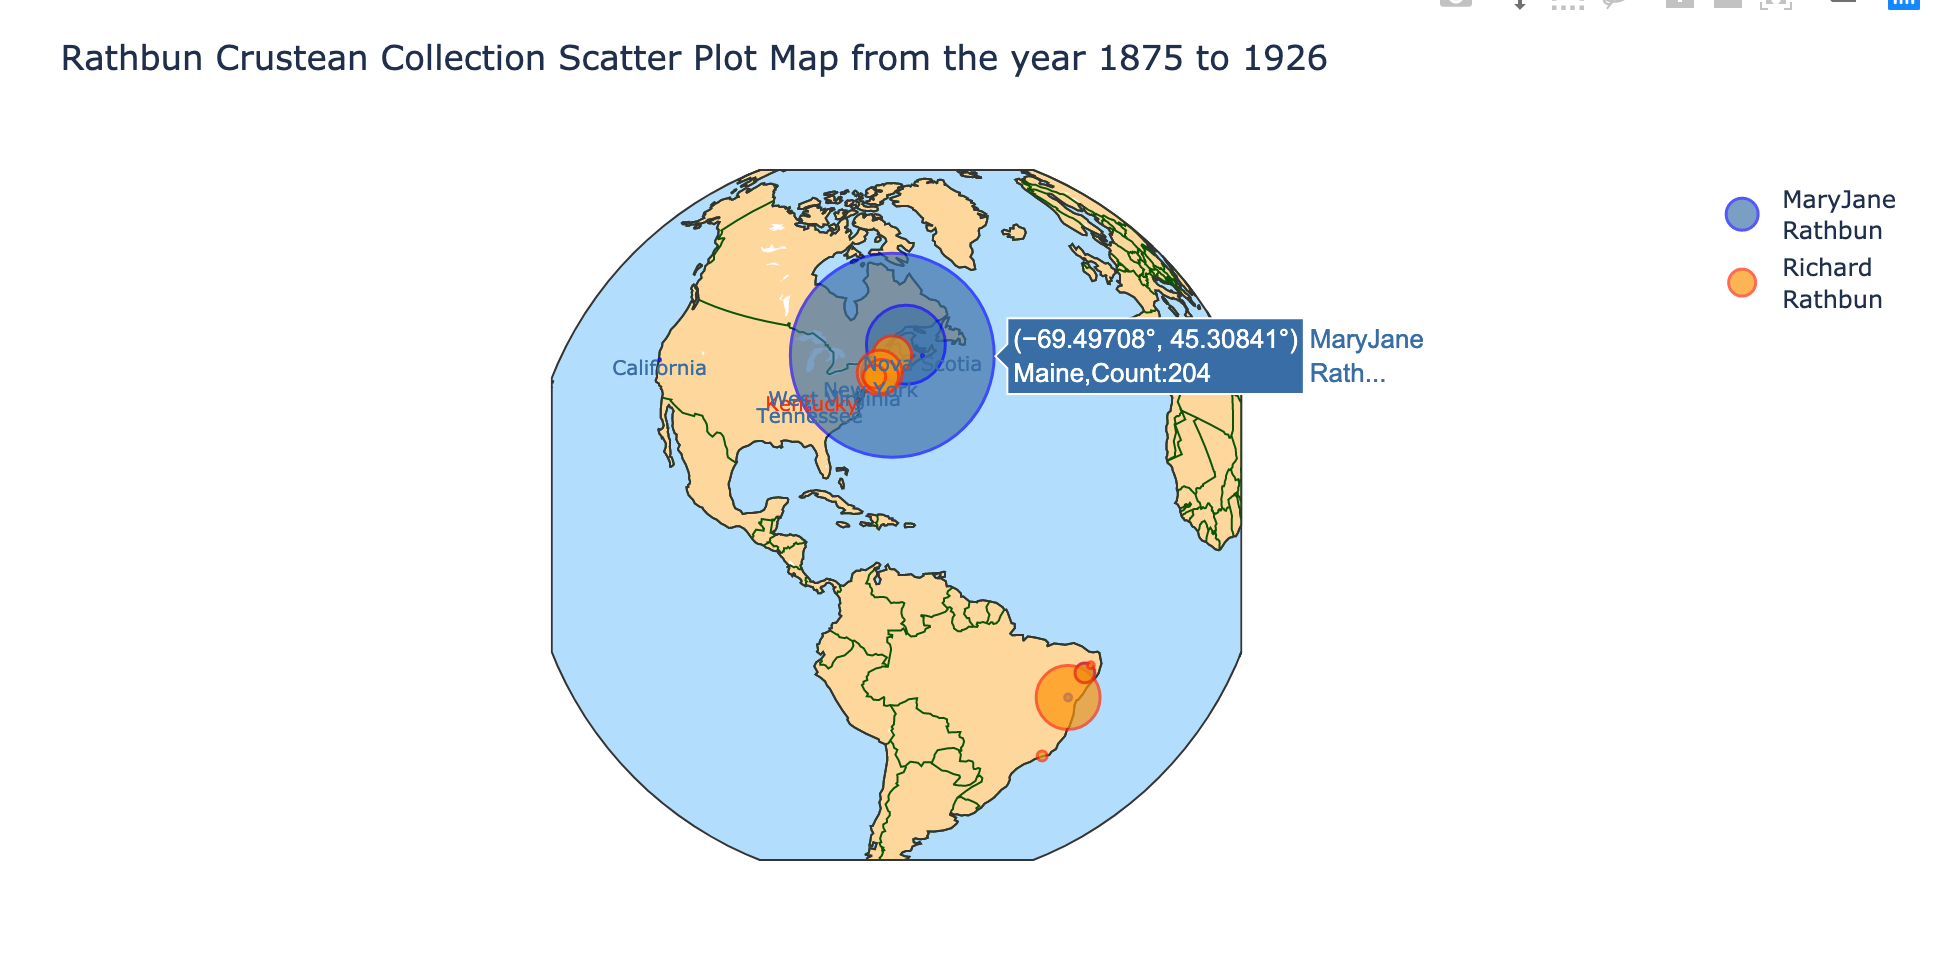 Rathbun Crustean Collection Scatter Plot Map from the year 1875 to 1926
MaryJane
Rathbun
Richard
Rathbun
(−69.49708°, 45.30841°)
Maine,Count:204
MaryJane
Rath...
California
Nova Scotia
New York
West Virginia
Kentucky
Tennessee